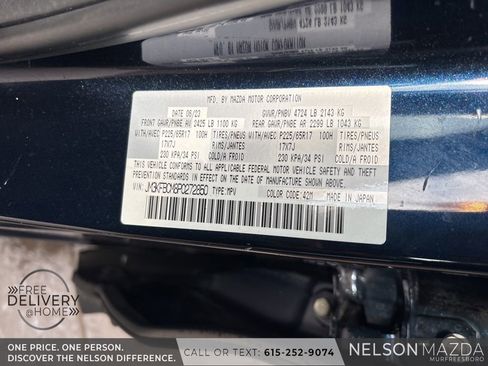 MFD. BY MAZDA MOTOR CORPORATION
DATE 06/23 GVWR/PNBV 4724 LB 2143 KG
FRONT GAWR/PNBE AV 2425 LB 1100 KG REAR GAWR/PNBE AR 2299 LB 1043 KG
WITH/AVEC P225/65R17 100H TIRES/PNEUS WITH/AVEC P225/65R17 100H TIRES/PNEUS
17X7J RIMS/JANTES 17X7J RIMS/JANTES
230 KPA/34 PSI COLD/A FROID 230 KPA/34 PSI COLD/A FROID
THIS VEHICLE CONFORMS TO ALL APPLICABLE FEDERAL MOTOR VEHICLE SAFETY AND THEFT
PREVENTION STANDARDS IN EFFECT ON THE DATE OF MANUFACTURE SHOWN ABOVE.
VIN: JM3KFBCM8P0272850 TYPE:MPV COLOR CODE 42M MADE IN JAPAN
FREE
DELIVERY
@HOME
ONE PRICE. ONE PERSON.
DISCOVER THE NELSON DIFFERENCE.
CALL OR TEXT: 615-252-9074
NELSON MAZDA
MURFREESBORO